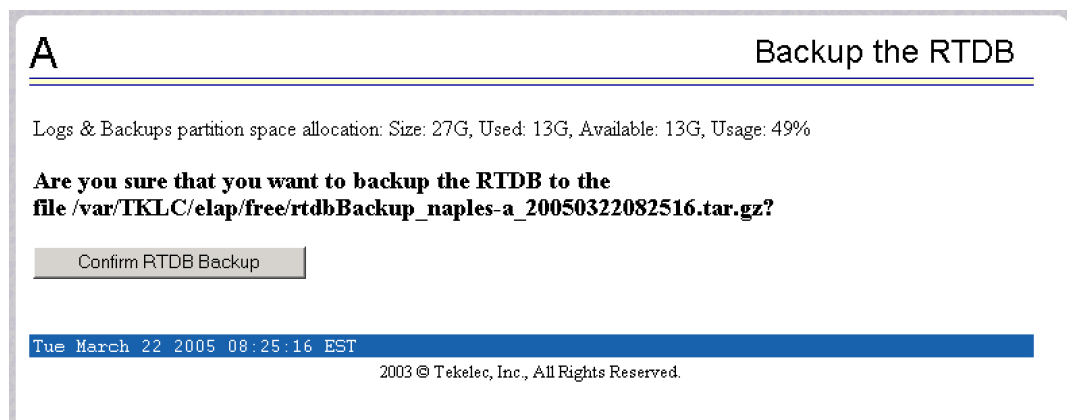 A
Backup the RTDB
Logs & Backups partition space allocation: Size: 27G, Used: 13G, Available: 13G, Usage: 49%
Are you sure that you want to backup the RTDB to the
file /var/TKLC/elap/free/rtdbBackup_naples-a_20050322082516.tar.gz?
Confirm RTDB Backup
Tue March 22 2005 08:25:16 EST
2003 © Tekelec, Inc., All Rights Reserved.